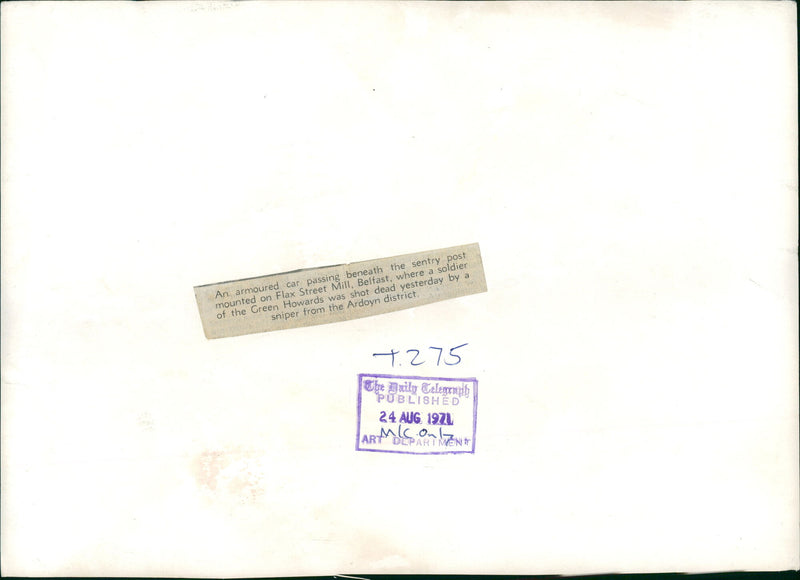 An armoured car passing beneath the sentry post
mounted on Flax Street Mill, Belfast, where a soldier
of the Green Howards was shot dead yesterday by a
sniper from the Ardoyn district.
T.275
The Daily Telegraph
PUBLISHED
24 AUG 1971
M/C only
ART DEPARTMENT